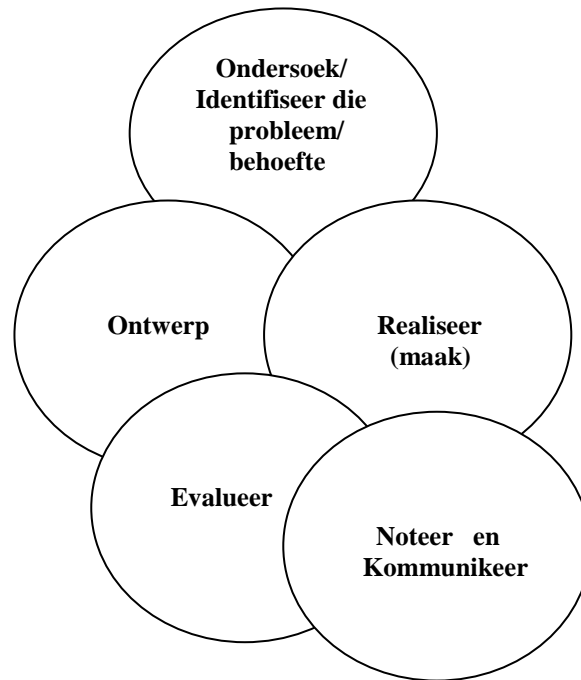 Ondersoek/
Identifiseer die
probleem/
behoefte
Ontwerp
Realiseer
(maak)
Evalueer
Noteer en
Kommunikeer